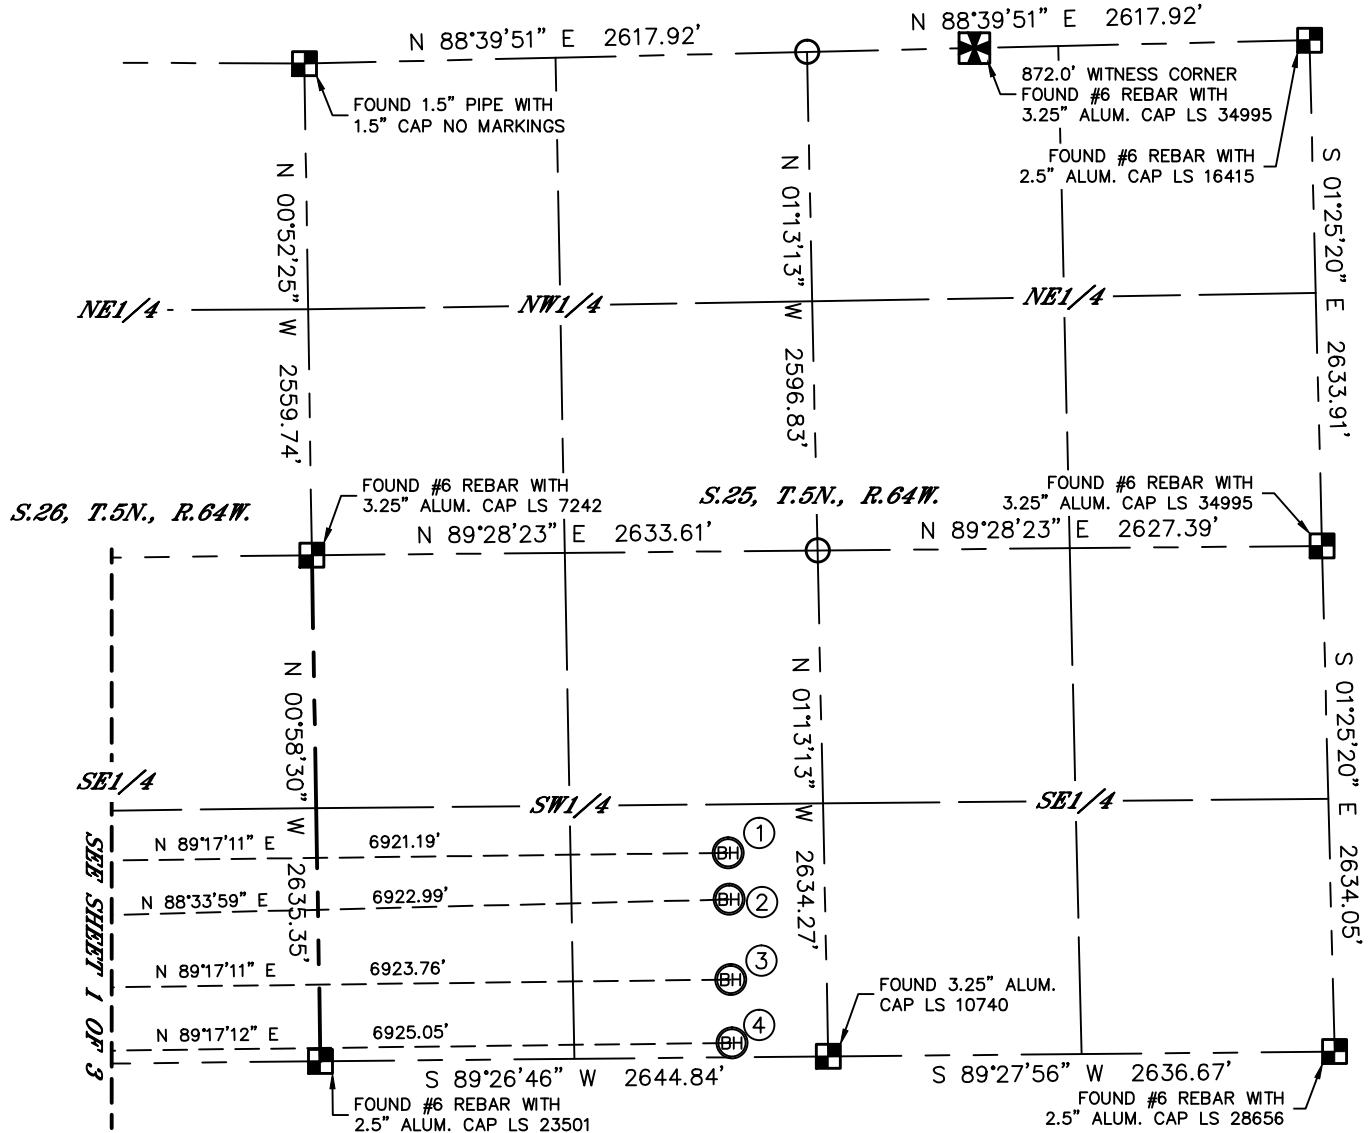 N 88°39'51" E 2617.92'
N 88°39'51" E 2617.92'
FOUND 1.5" PIPE WITH
1.5" CAP NO MARKINGS
872.0' WITNESS CORNER
FOUND #6 REBAR WITH
3.25" ALUM. CAP LS 34995
FOUND #6 REBAR WITH
2.5" ALUM. CAP LS 16415
N 00°52'25" W 2559.74'
N 01°13'13" W 2596.83'
S 01°25'20" E 2633.91'
NE1/4
NW1/4
NE1/4
S.26, T.5N., R.64W.
FOUND #6 REBAR WITH
3.25" ALUM. CAP LS 7242
S.25, T.5N., R.64W.
FOUND #6 REBAR WITH
3.25" ALUM. CAP LS 34995
N 89°28'23" E 2633.61'
N 89°28'23" E 2627.39'
N 00°58'30" W 2635.35'
N 01°13'13" W 2634.27'
S 01°25'20" E 2634.05'
SE1/4
SW1/4
SE1/4
SEE SHEET 1 OF 3
N 89°17'11" E 6921.19' BH 1
N 88°33'59" E 6922.99' BH 2
N 89°17'11" E 6923.76' BH 3
N 89°17'12" E 6925.05' BH 4
FOUND 3.25" ALUM.
CAP LS 10740
S 89°26'46" W 2644.84'
S 89°27'56" W 2636.67'
FOUND #6 REBAR WITH
2.5" ALUM. CAP LS 23501
FOUND #6 REBAR WITH
2.5" ALUM. CAP LS 28656